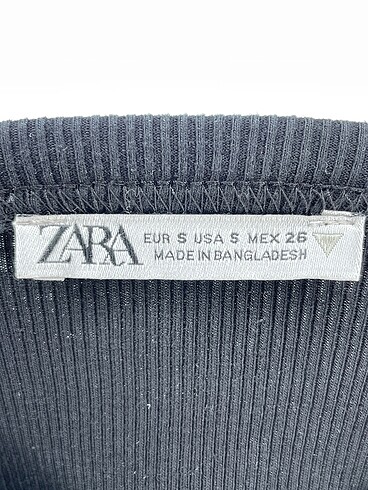 ZARA
EUR S USA S MEX 26
MADE IN BANGLADESH